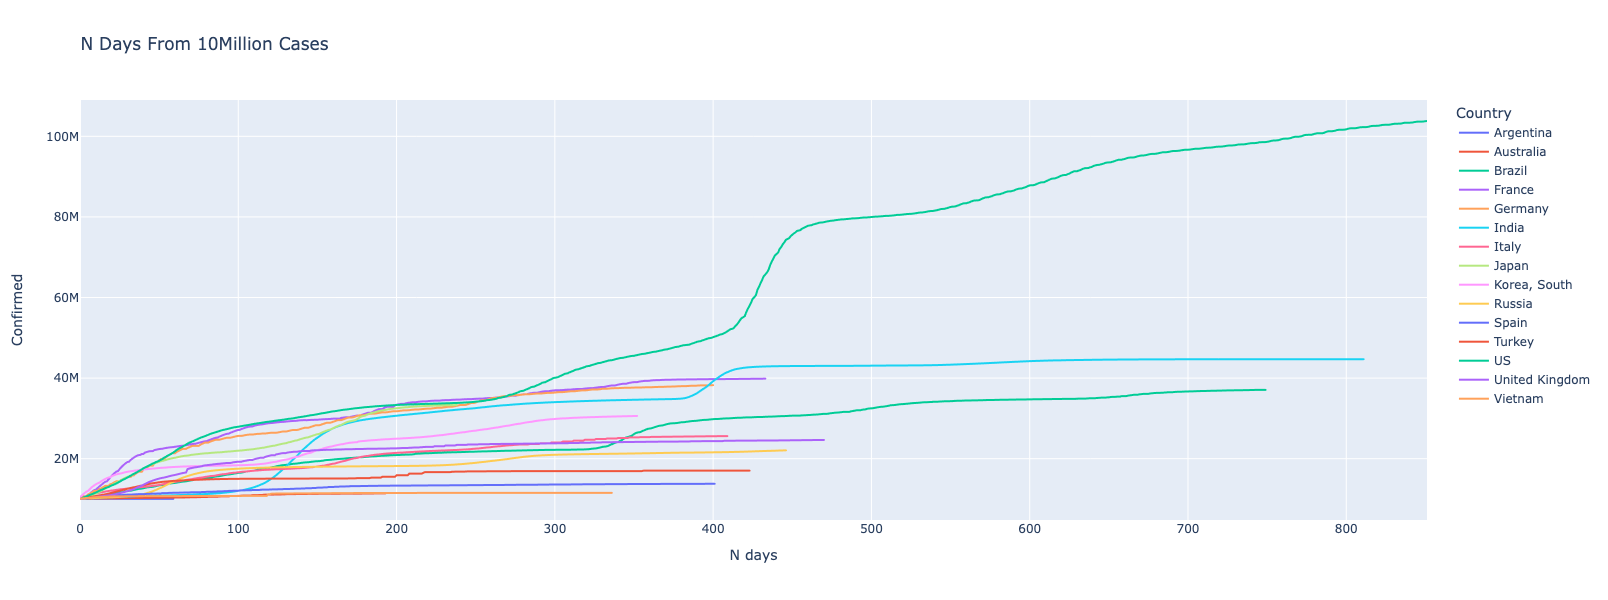 N Days From 10Million Cases
Confirmed
100M
80M
60M
40M
20M
0 100 200 300 400 500 600 700 800
N days
Country
Argentina
Australia
Brazil
France
Germany
India
Italy
Japan
Korea, South
Russia
Spain
Turkey
US
United Kingdom
Vietnam